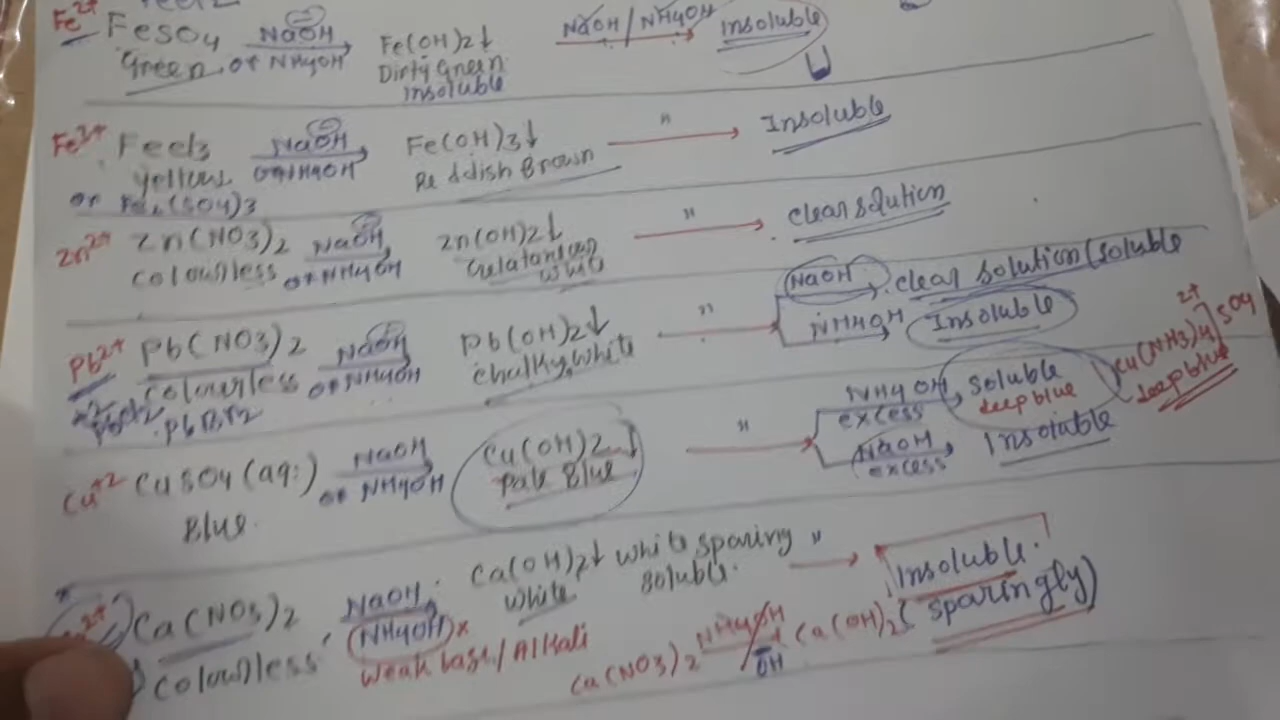 Fe2+ FeSO4 NaOH or NH4OH Fe(OH)2↓ NaOH/NH4OH Insoluble
Green Dirty Green
insoluble
Fe3+ FeCl3 NaOH or NH4OH Fe(OH)3↓ " Insoluble
yellow Reddish Brown
or Fe2(SO4)3
Zn2+ Zn(NO3)2 NaOH or NH4OH Zn(OH)2↓ " clear solution
colourless
Pb2+ Pb(NO3)2 NaOH or NH4OH Pb(OH)2↓ " NaOH clear solution (soluble
colourless chalky white NH4OH Insoluble
PbBr2
Cu+2 CuSO4 (aq:) NaOH or NH4OH Cu(OH)2↓ " NH4OH excess soluble deep blue Cu(NH3)4]2+ SO4 deep blue
Blue Pale Blue NaOH excess Insoluble
Ca(NO3)2 NaOH Ca(OH)2↓ white sparing " insoluble.
colourless (NH4OH)x white soluble. (sparingly)
weak base/Alkali Ca(NO3)2 NH4OH OH Ca(OH)2